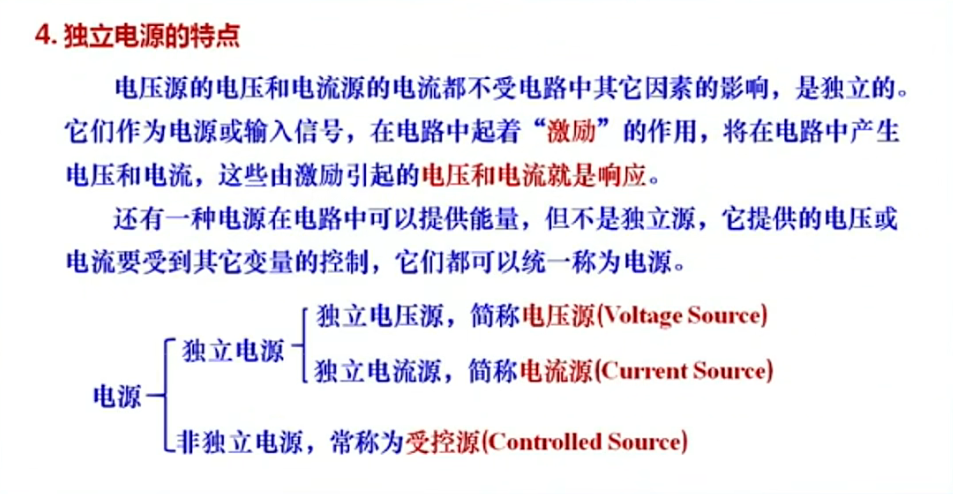 4. 独立电源的特点
电压源的电压和电流源的电流都不受电路中其它因素的影响，是独立的。
它们作为电源或输入信号，在电路中起着“激励”的作用，将在电路中产生
电压和电流，这些由激励引起的电压和电流就是响应。
还有一种电源在电路中可以提供能量，但不是独立源，它提供的电压或
电流要受到其它变量的控制，它们都可以统一称为电源。
独立电压源，简称电压源(Voltage Source)
独立电源
独立电流源，简称电流源(Current Source)
电源
非独立电源，常称为受控源(Controlled Source)